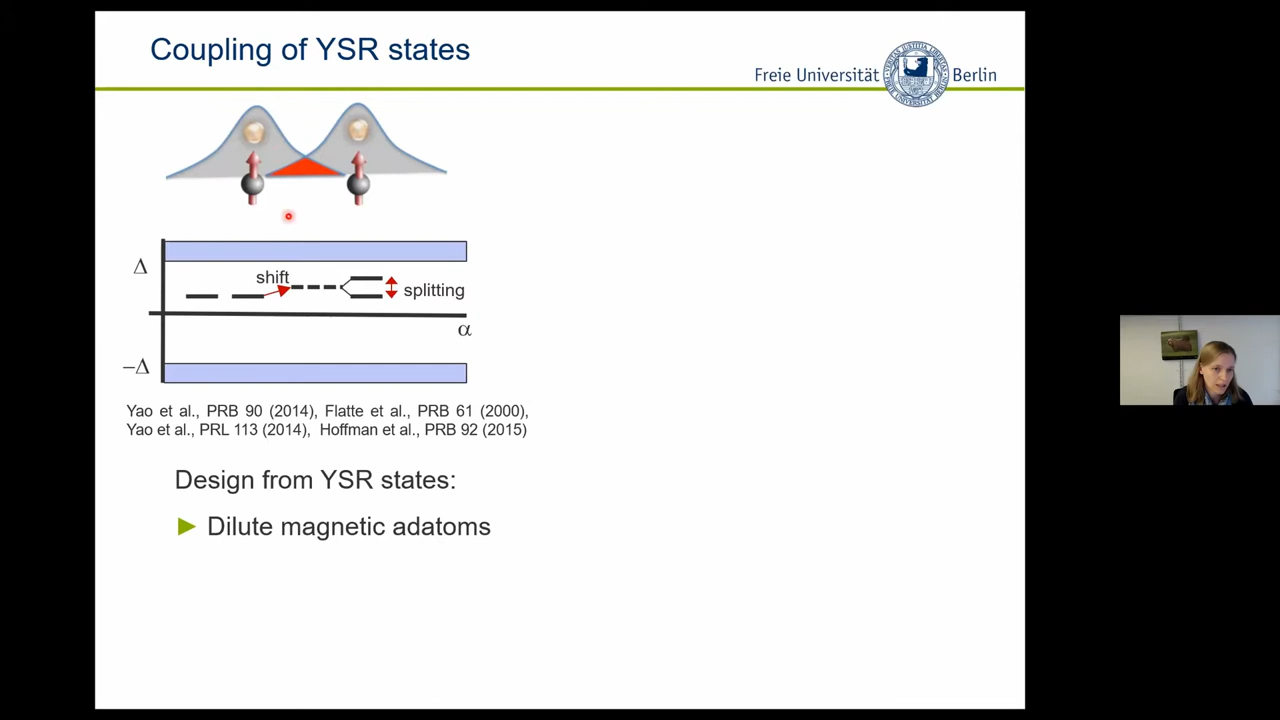 Coupling of YSR states
Freie Universität Berlin
Δ
shift
splitting
α
−Δ
Yao et al., PRB 90 (2014), Flatte et al., PRB 61 (2000),
Yao et al., PRL 113 (2014), Hoffman et al., PRB 92 (2015)
Design from YSR states:
Dilute magnetic adatoms